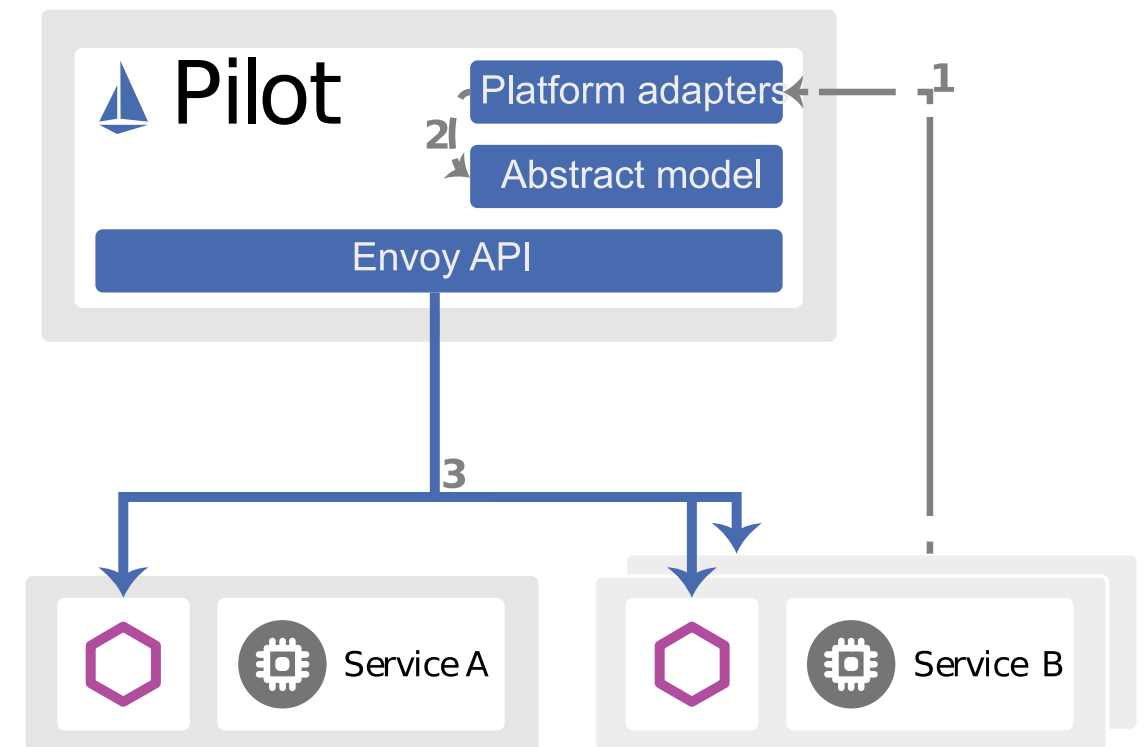 Pilot
Platform adapters
1
2
Abstract model
Envoy API
3
Service A
Service B